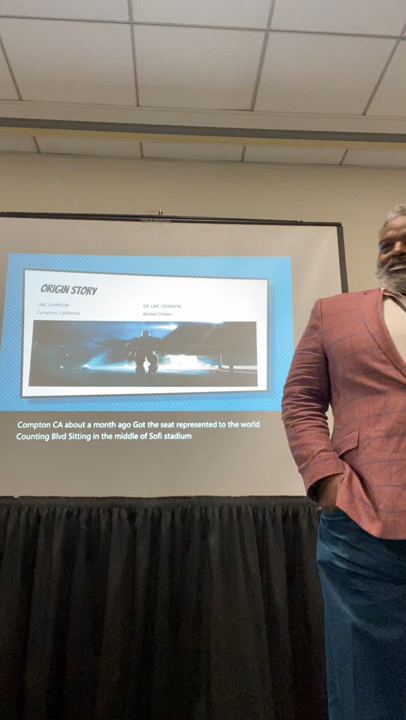 ORIGIN STORY
LINC JOHNSON
Compton, California
DR. LINC JOHNSON
Global Citizen
Compton CA about a month ago Got the seat represented to the world
Counting Blvd Sitting in the middle of Sofi stadium